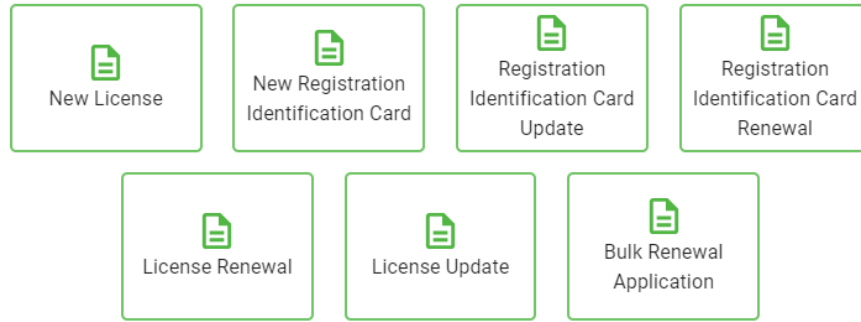 New License
New Registration
Identification Card
Registration
Identification Card
Update
Registration
Identification Card
Renewal
License Renewal
License Update
Bulk Renewal
Application